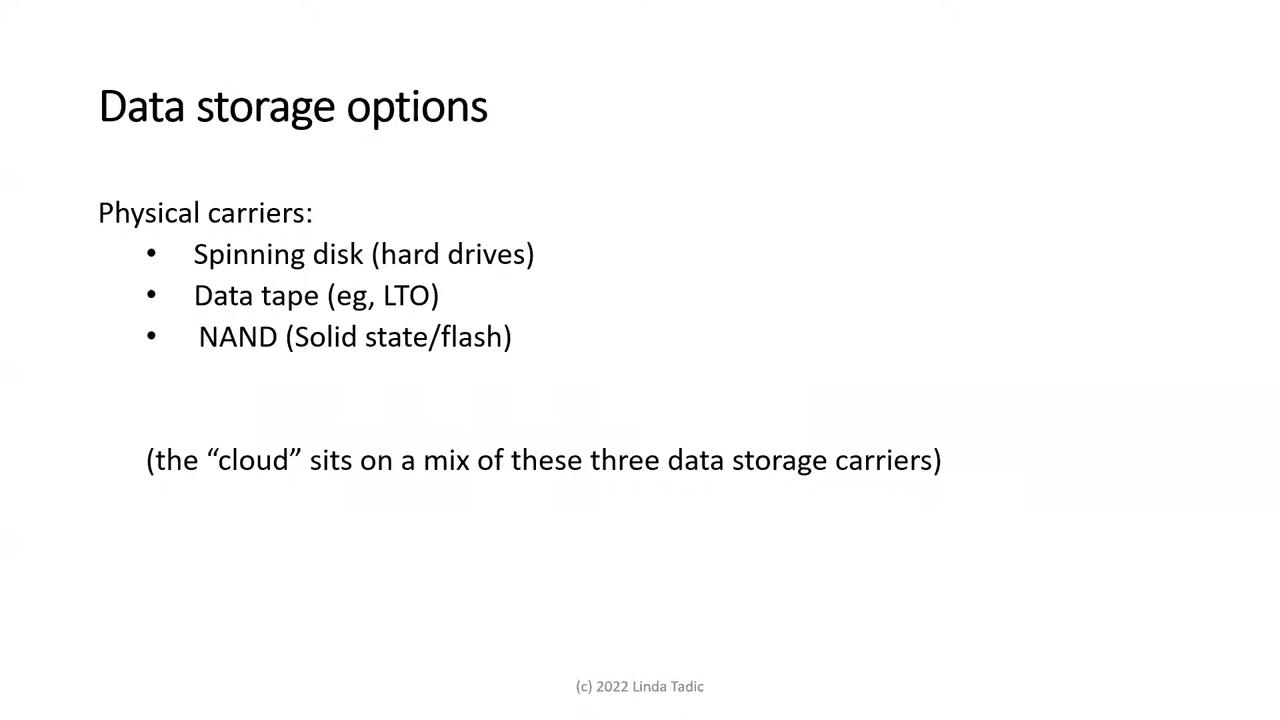 Data storage options
Physical carriers:
• Spinning disk (hard drives)
• Data tape (eg, LTO)
• NAND (Solid state/flash)
(the “cloud” sits on a mix of these three data storage carriers)
(c) 2022 Linda Tadic